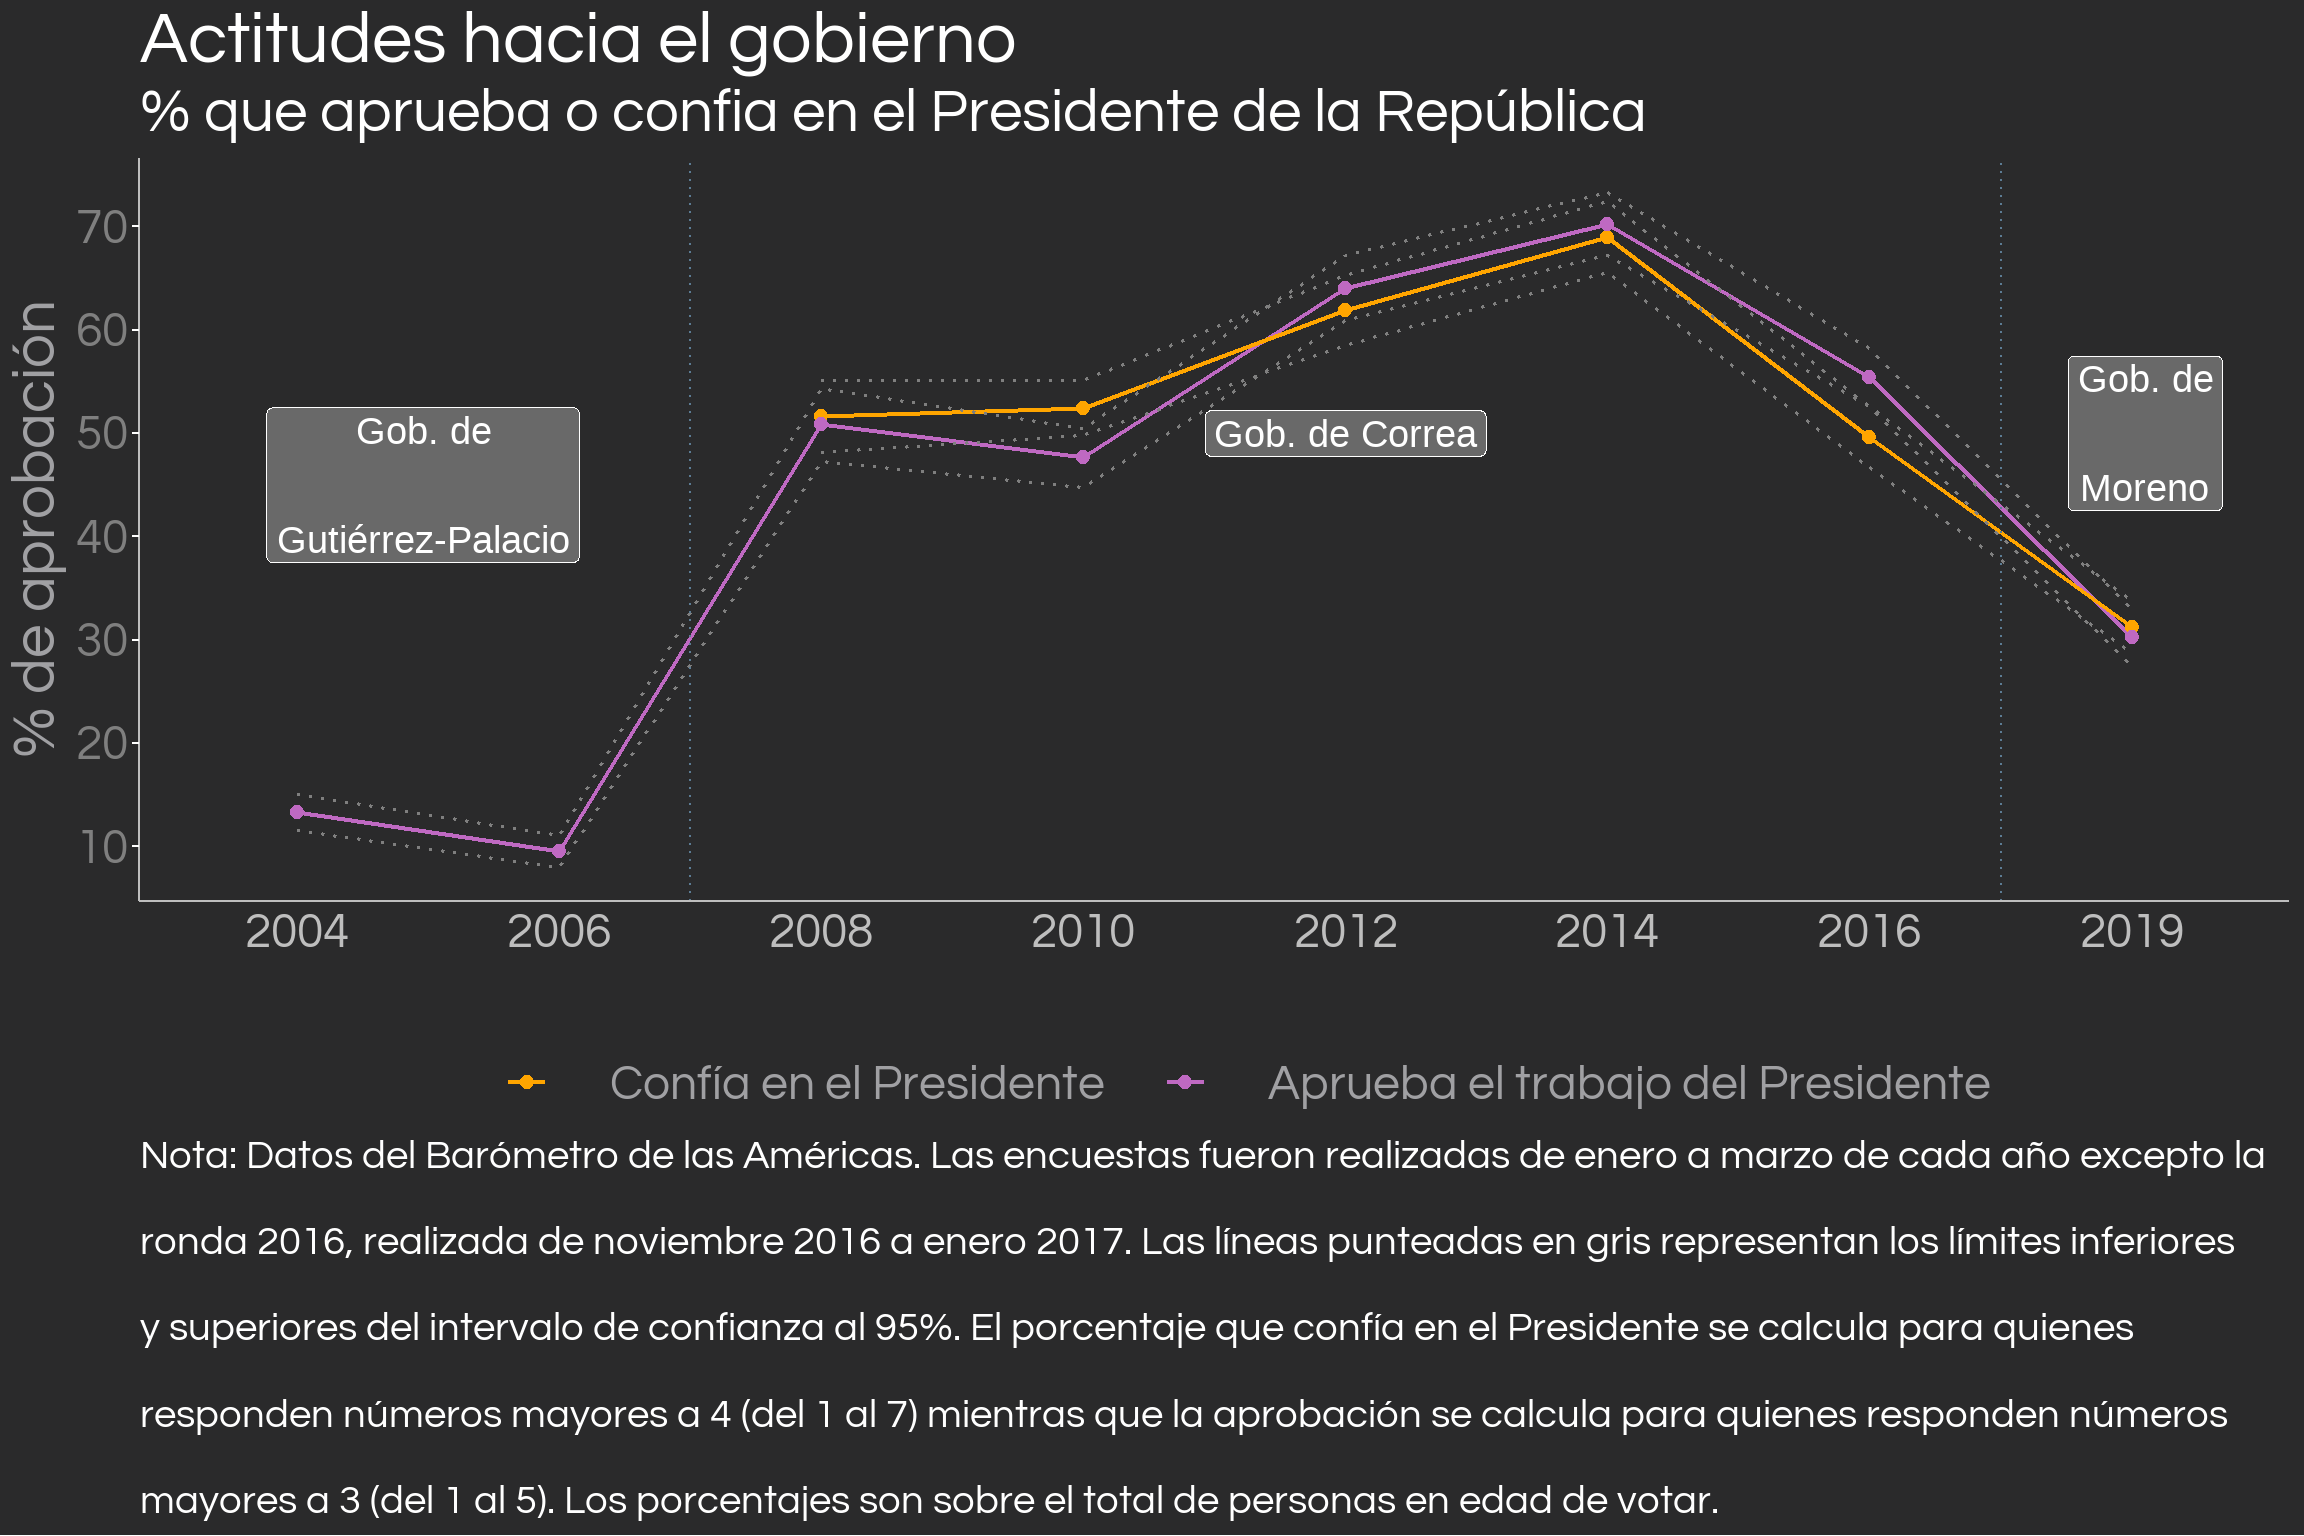 Actitudes hacia el gobierno
% que aprueba o confia en el Presidente de la República
% de aprobación
70
60
50
40
30
20
10
Gob. de
Gutiérrez-Palacio
Gob. de Correa
Gob. de
Moreno
2004 2006 2008 2010 2012 2014 2016 2019
Confía en el Presidente Aprueba el trabajo del Presidente
Nota: Datos del Barómetro de las Américas. Las encuestas fueron realizadas de enero a marzo de cada año excepto la
ronda 2016, realizada de noviembre 2016 a enero 2017. Las líneas punteadas en gris representan los límites inferiores
y superiores del intervalo de confianza al 95%. El porcentaje que confía en el Presidente se calcula para quienes
responden números mayores a 4 (del 1 al 7) mientras que la aprobación se calcula para quienes responden números
mayores a 3 (del 1 al 5). Los porcentajes son sobre el total de personas en edad de votar.